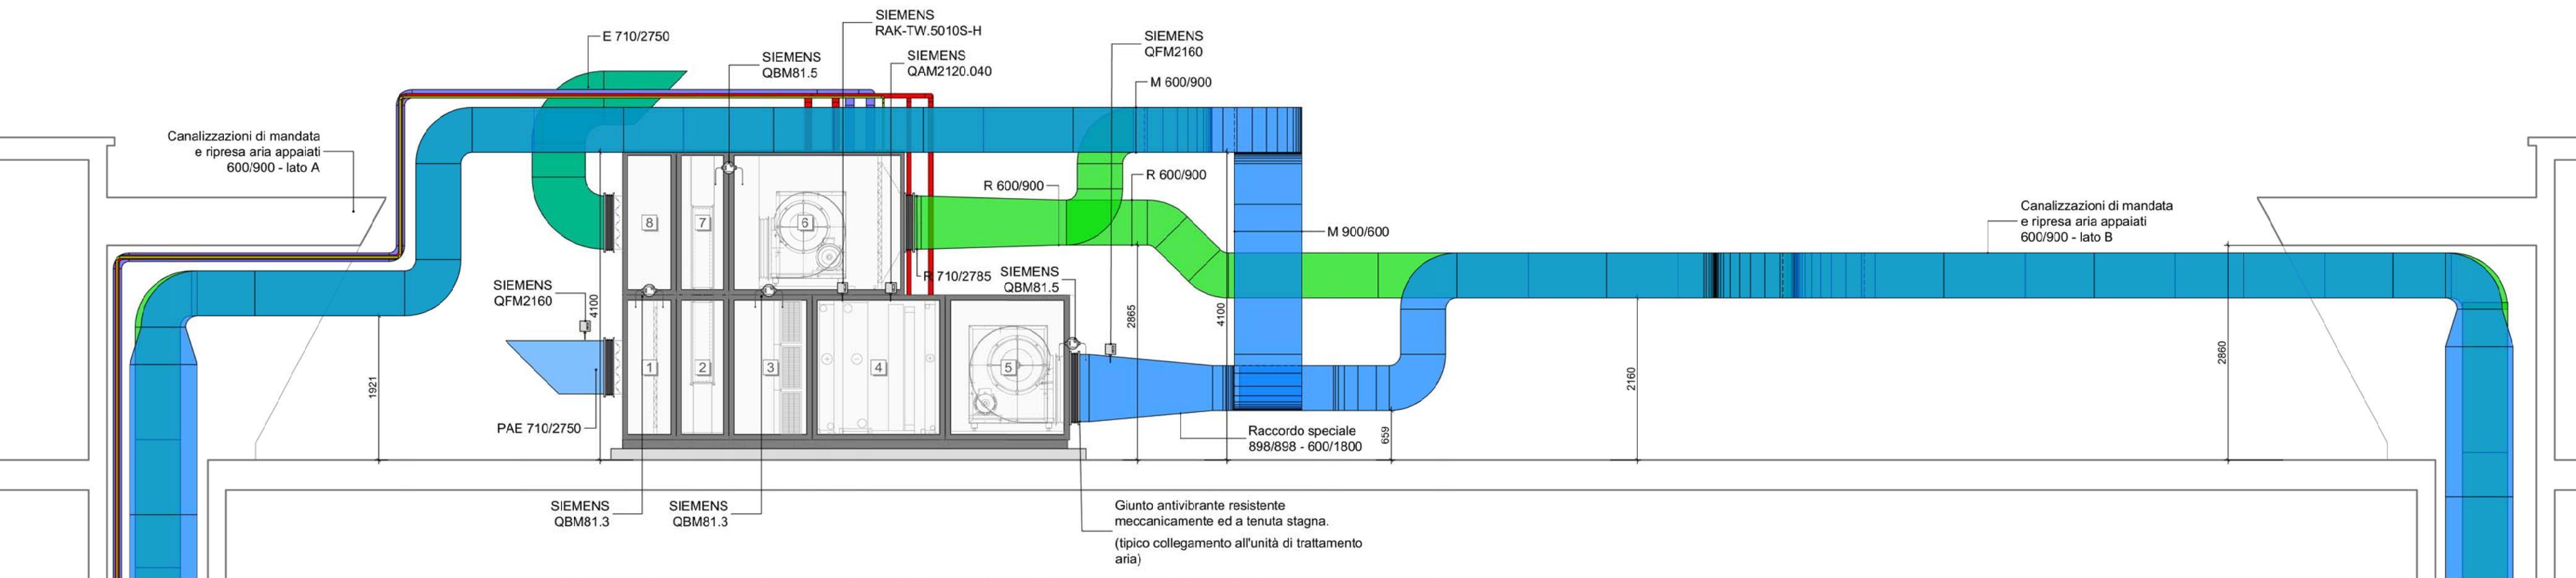 SIEMENS
RAK-TW.5010S-H
E 710/2750
SIEMENS
QFM2160
SIEMENS
QBM81.5
SIEMENS
QAM2120.040
M 600/900
Canalizzazioni di mandata
e ripresa aria appaiati
600/900 - lato A
R 600/900
R 600/900
Canalizzazioni di mandata
e ripresa aria appaiati
600/900 - lato B
8
7
6
M 900/600
R 710/2785
SIEMENS
QBM81.5
SIEMENS
QFM2160
4100
2865
4100
1921
2160
2860
1
2
3
4
5
PAE 710/2750
Raccordo speciale
898/898 - 600/1800
659
SIEMENS
QBM81.3
SIEMENS
QBM81.3
Giunto antivibrante resistente
meccanicamente ed a tenuta stagna.
(tipico collegamento all'unità di trattamento
aria)